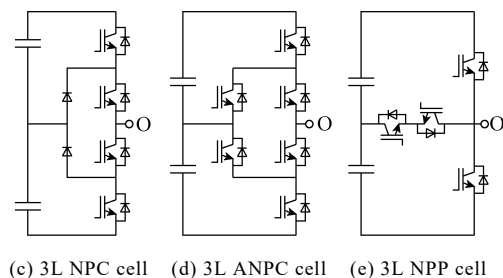 O
O
O
(c) 3L NPC cell
(d) 3L ANPC cell
(e) 3L NPP cell